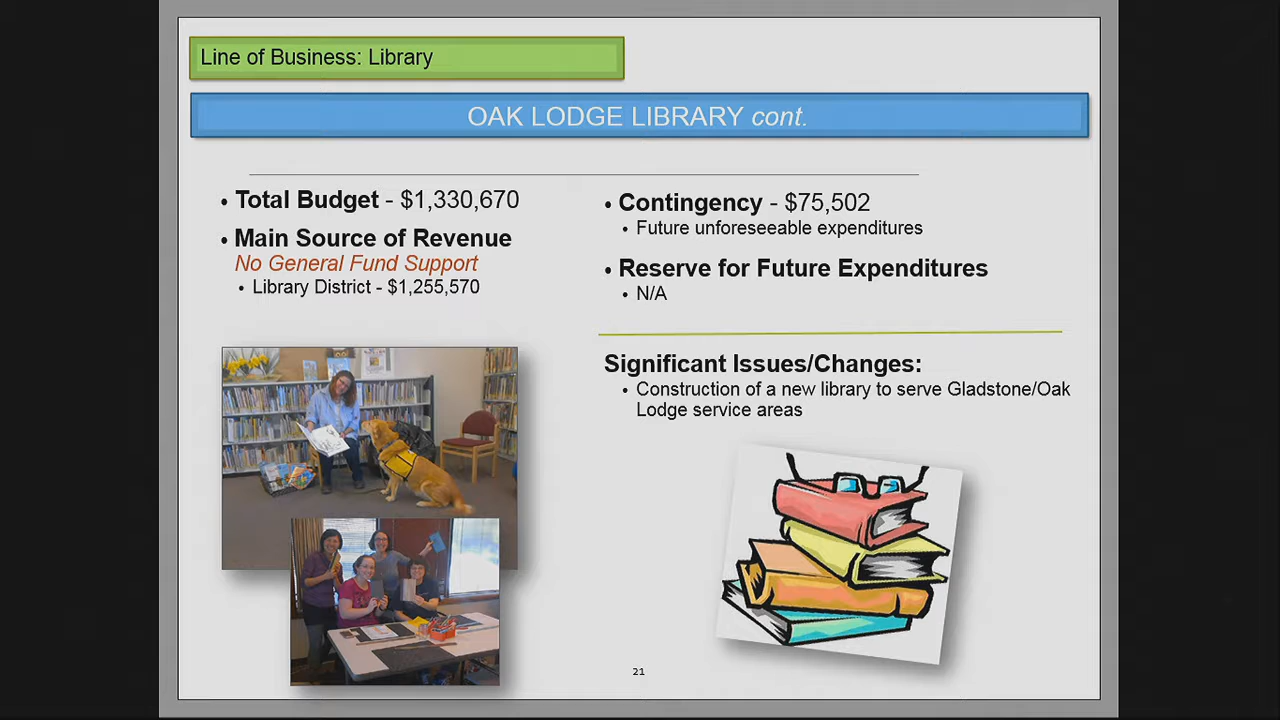 Line of Business: Library
OAK LODGE LIBRARY cont.
• Total Budget - $1,330,670
• Main Source of Revenue
No General Fund Support
• Library District - $1,255,570
• Contingency - $75,502
• Future unforeseeable expenditures
• Reserve for Future Expenditures
• N/A
Significant Issues/Changes:
• Construction of a new library to serve Gladstone/Oak
Lodge service areas
21